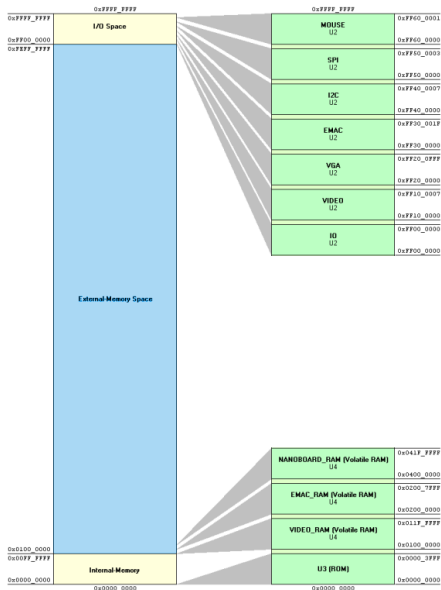 0xFFFF_FFFF
0xFFFF_FFFF
I/O Space
0xFF00_0000
0xFEFF_FFFF
External-Memory Space
0x0100_0000
0x00FF_FFFF
Internal-Memory
0x0000_0000
0x0000_0000
0xFFFF_FFFF
MOUSE
U2
0xFF60_0001
0xFF60_0000
SPI
U2
0xFF50_0003
0xFF50_0000
I2C
U2
0xFF40_0007
0xFF40_0000
EMAC
U2
0xFF30_001F
0xFF30_0000
VGA
U2
0xFF20_0FFF
0xFF20_0000
VIDEO
U2
0xFF10_0007
0xFF10_0000
IO
U2
0xFF00_0000
0xFF00_0000
NANOBOARD_RAM (Volatile RAM)
U4
0x041F_FFFF
0x0400_0000
EMAC_RAM (Volatile RAM)
U4
0x0200_7FFF
0x0200_0000
VIDEO_RAM (Volatile RAM)
U4
0x011F_FFFF
0x0100_0000
U3 (ROM)
0x0000_3FFF
0x0000_0000
0x0000_0000